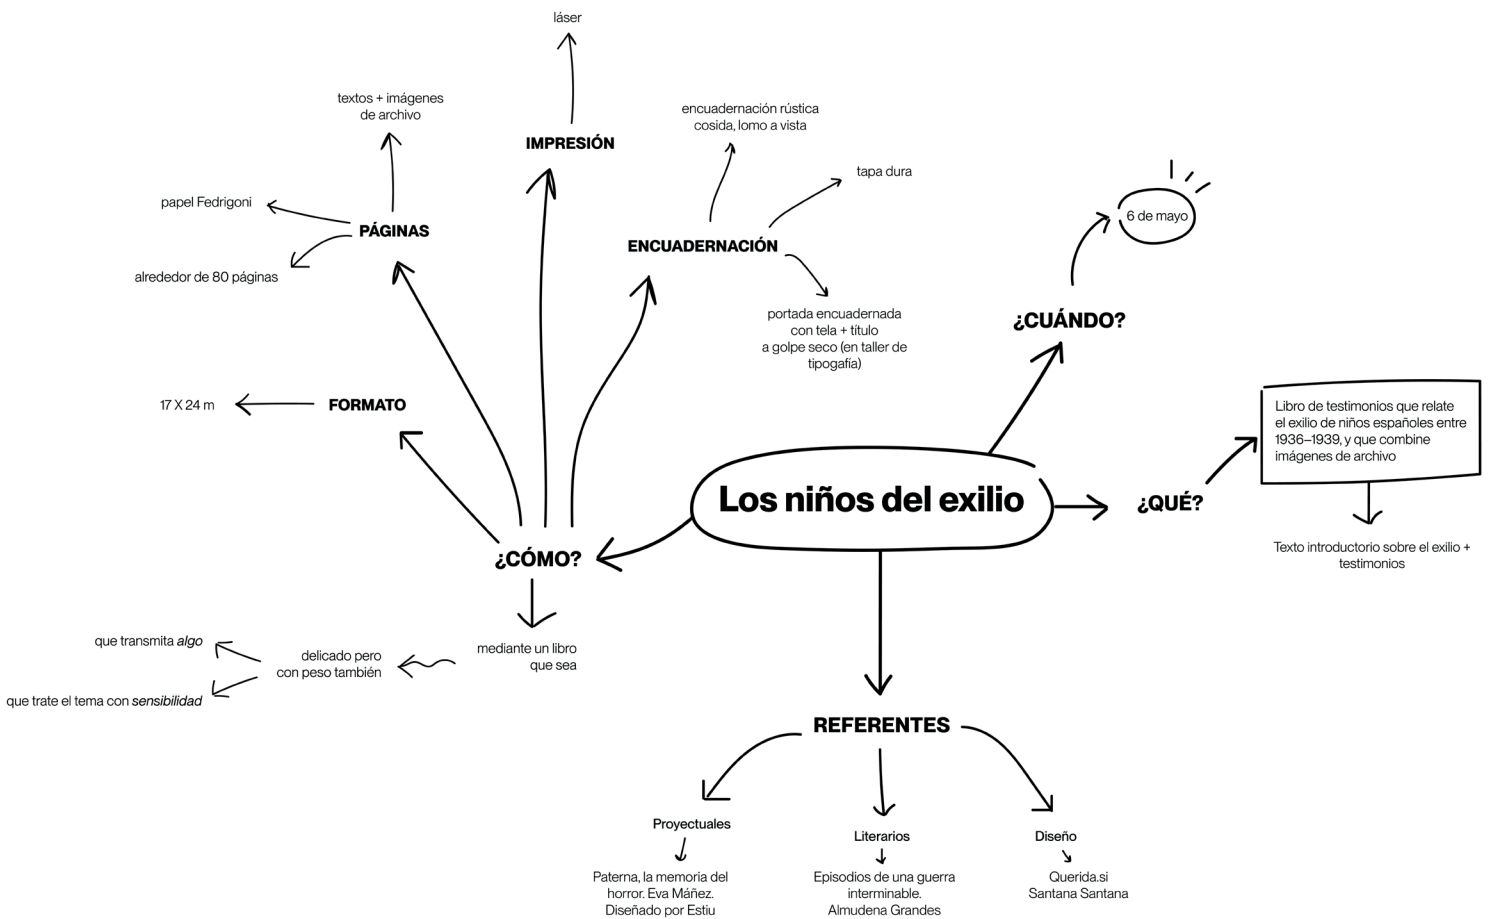 láser
textos + imágenes
de archivo
IMPRESIÓN
encuadernación rústica
cosida, lomo a vista
tapa dura
papel Fedrigoni
PÁGINAS
alrededor de 80 páginas
ENCUADERNACIÓN
portada encuadernada
con tela + título
a golpe seco (en taller de
tipogafía)
6 de mayo
¿CUÁNDO?
17 X 24 m
FORMATO
Libro de testimonios que relate
el exilio de niños españoles entre
1936–1939, y que combine
imágenes de archivo
Los niños del exilio
¿QUÉ?
Texto introductorio sobre el exilio +
testimonios
¿CÓMO?
mediante un libro
que sea
delicado pero
con peso también
que transmita algo
que trate el tema con sensibilidad
REFERENTES
Proyectuales
Paterna, la memoria del
horror. Eva Máñez.
Diseñado por Estiu
Literarios
Episodios de una guerra
interminable.
Almudena Grandes
Diseño
Querida.si
Santana Santana